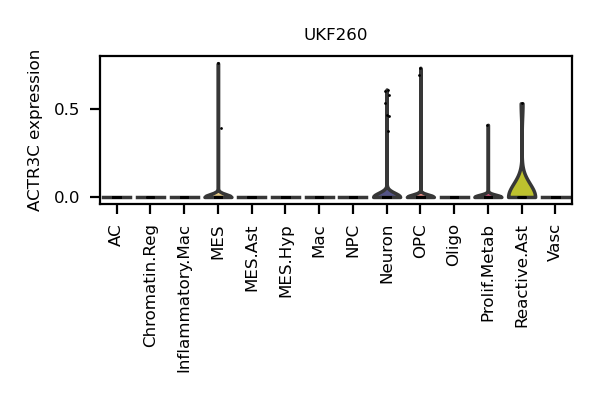 UKF260
ACTR3C expression
0.5
0.0
AC
Chromatin.Reg
Inflammatory.Mac
MES
MES.Ast
MES.Hyp
Mac
NPC
Neuron
OPC
Oligo
Prolif.Metab
Reactive.Ast
Vasc